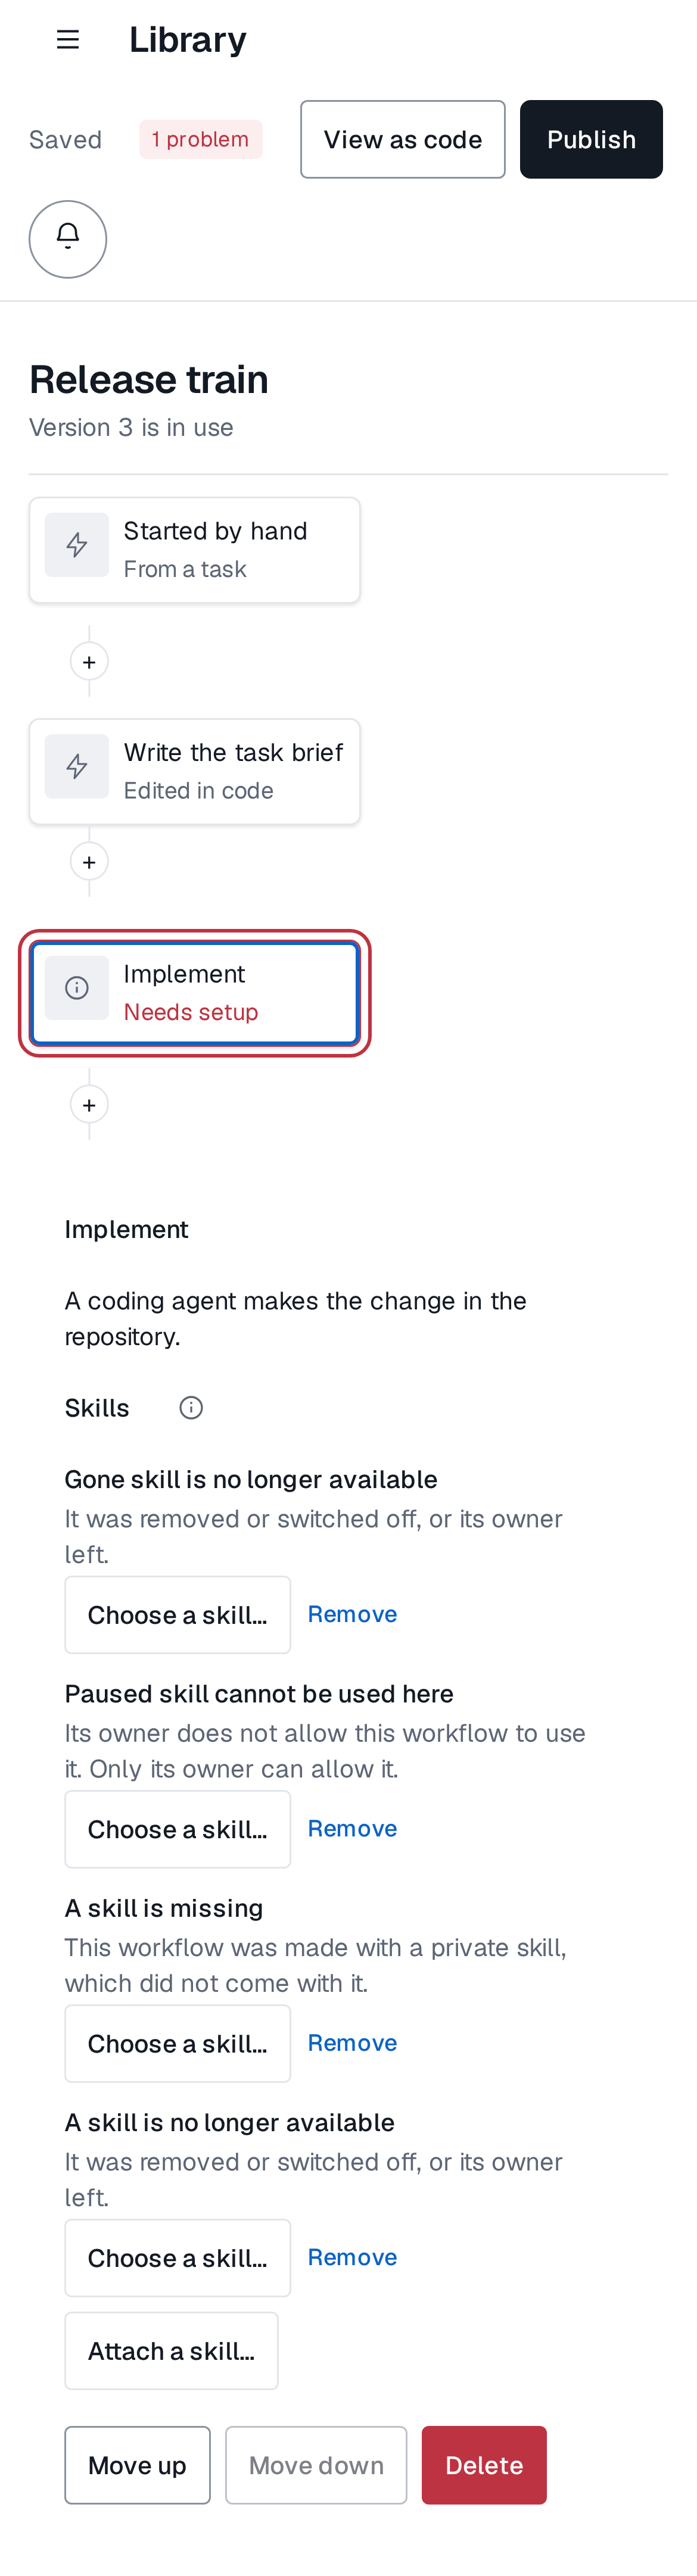 Library
Saved
1 problem
View as code
Publish
Release train
Version 3 is in use
Started by hand
From a task
+
Write the task brief
Edited in code
+
Implement
Needs setup
+
Implement
A coding agent makes the change in the
repository.
Skills
Gone skill is no longer available
It was removed or switched off, or its owner
left.
Choose a skill...
Remove
Paused skill cannot be used here
Its owner does not allow this workflow to use
it. Only its owner can allow it.
Choose a skill...
Remove
A skill is missing
This workflow was made with a private skill,
which did not come with it.
Choose a skill...
Remove
A skill is no longer available
It was removed or switched off, or its owner
left.
Choose a skill...
Remove
Attach a skill...
Move up
Move down
Delete